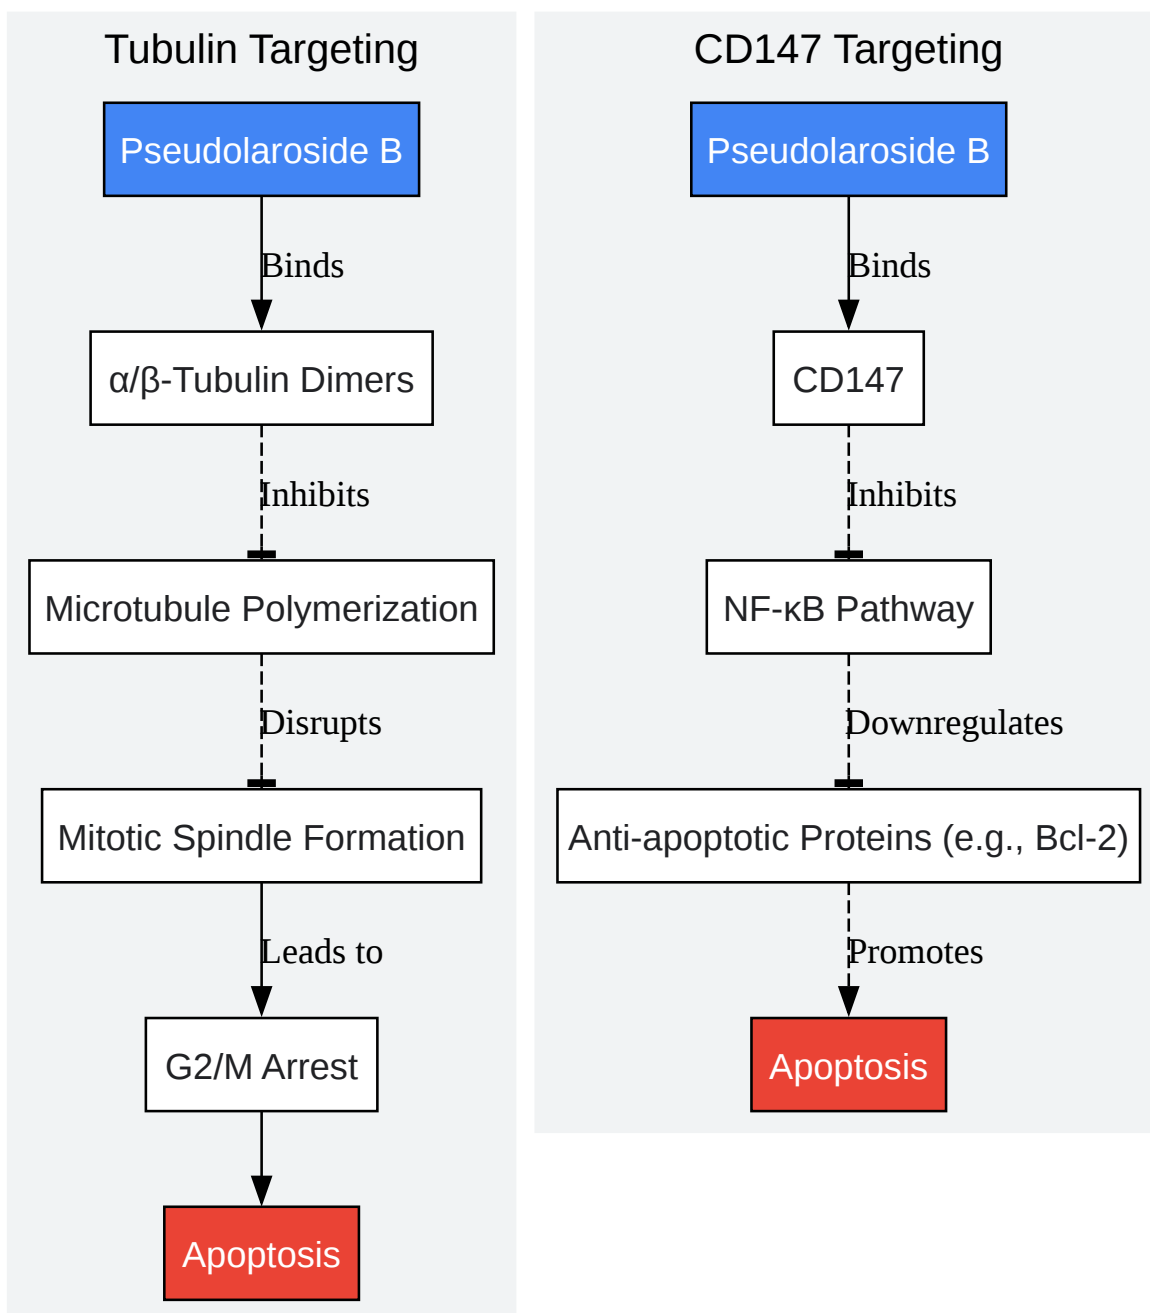 Tubulin Targeting
Pseudolaroside B
Binds
α/β-Tubulin Dimers
Inhibits
Microtubule Polymerization
Disrupts
Mitotic Spindle Formation
Leads to
G2/M Arrest
Apoptosis
CD147 Targeting
Pseudolaroside B
Binds
CD147
Inhibits
NF-κB Pathway
Downregulates
Anti-apoptotic Proteins (e.g., Bcl-2)
Promotes
Apoptosis